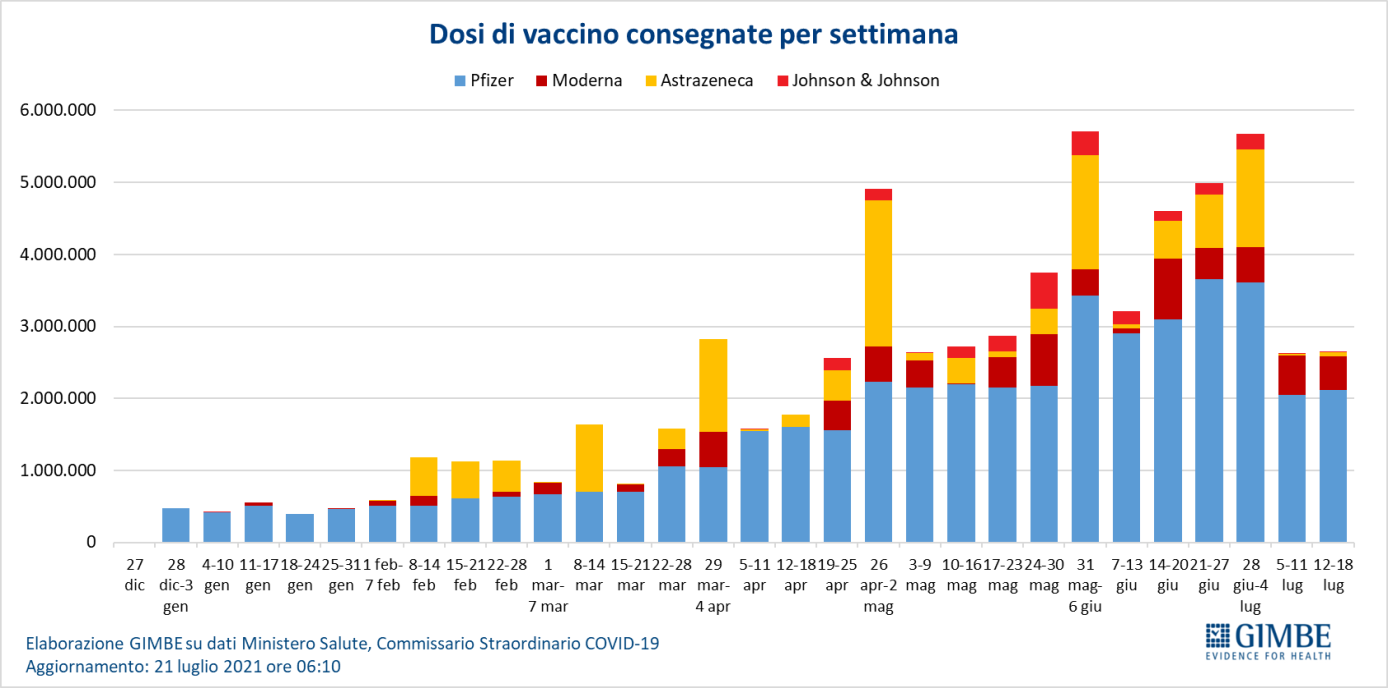 Dosi di vaccino consegnate per settimana
Pfizer Moderna Astrazeneca Johnson & Johnson
6.000.000
5.000.000
4.000.000
3.000.000
2.000.000
1.000.000
0
27 28 4-10 11-17 18-24 25-31 1 feb- 8-14 15-21 22-28 1 8-14 15-21 22-28 29 5-11 12-18 19-25 26 3-9 10-16 17-23 24-30 31 7-13 14-20 21-27 28 5-11 12-18
dic dic-3 gen gen gen gen 7 feb feb feb feb mar- mar mar mar mar- apr apr apr apr-2 mag mag mag mag mag- giu giu giu giu-4 lug lug
gen 7 mar 4 apr mag 6 giu lug
Elaborazione GIMBE su dati Ministero Salute, Commissario Straordinario COVID-19
Aggiornamento: 21 luglio 2021 ore 06:10
GIMBE
EVIDENCE FOR HEALTH